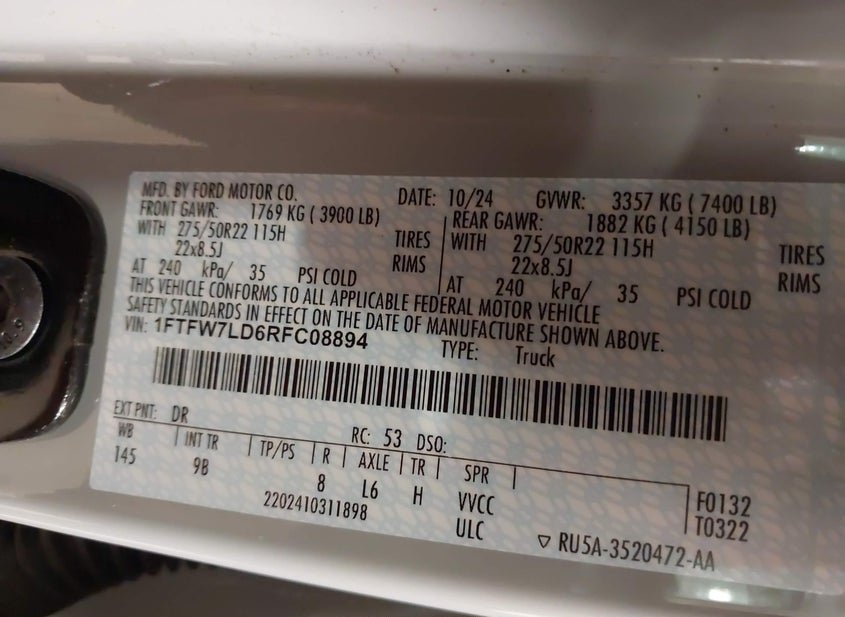 MFD. BY FORD MOTOR CO. DATE: 10/24 GVWR: 3357 KG ( 7400 LB)
FRONT GAWR: 1769 KG ( 3900 LB) REAR GAWR: 1882 KG ( 4150 LB)
WITH 275/50R22 115H TIRES WITH 275/50R22 115H TIRES
22x8.5J RIMS 22x8.5J RIMS
AT 240 kPa/ 35 PSI COLD AT 240 kPa/ 35 PSI COLD
THIS VEHICLE CONFORMS TO ALL APPLICABLE FEDERAL MOTOR VEHICLE
SAFETY STANDARDS IN EFFECT ON THE DATE OF MANUFACTURE SHOWN ABOVE.
VIN: 1FTFW7LD6RFC08894 TYPE: Truck
EXT PNT: DR RC: 53 DSO:
WB INT TR TP/PS R AXLE TR SPR
145 9B 8 L6 H VVCC F0132
2202410311898 ULC T0322
RU5A-3520472-AA